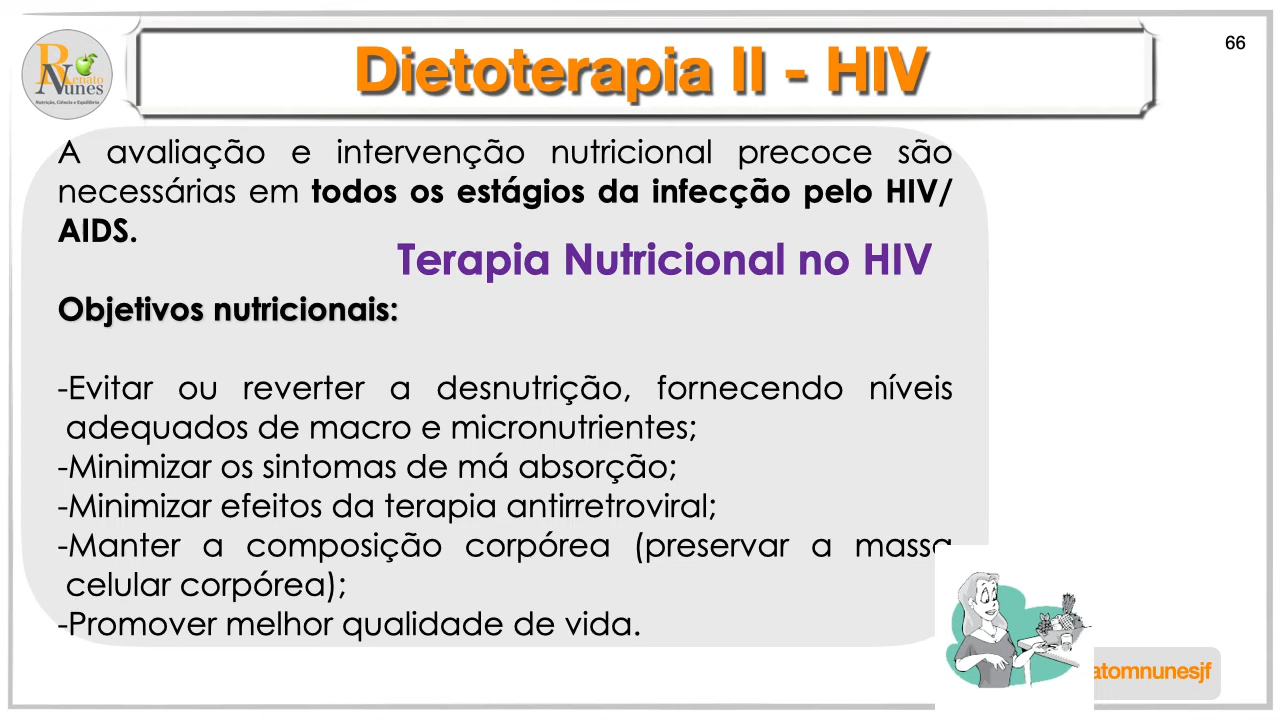 66
Renato
Nunes
Nutrição, Ciência e Equilíbrio
Dietoterapia II - HIV
A avaliação e intervenção nutricional precoce são
necessárias em todos os estágios da infecção pelo HIV/
AIDS.
Terapia Nutricional no HIV
Objetivos nutricionais:
-Evitar ou reverter a desnutrição, fornecendo níveis
adequados de macro e micronutrientes;
-Minimizar os sintomas de má absorção;
-Minimizar efeitos da terapia antirretroviral;
-Manter a composição corpórea (preservar a massa
celular corpórea);
-Promover melhor qualidade de vida.
atomnunesjf